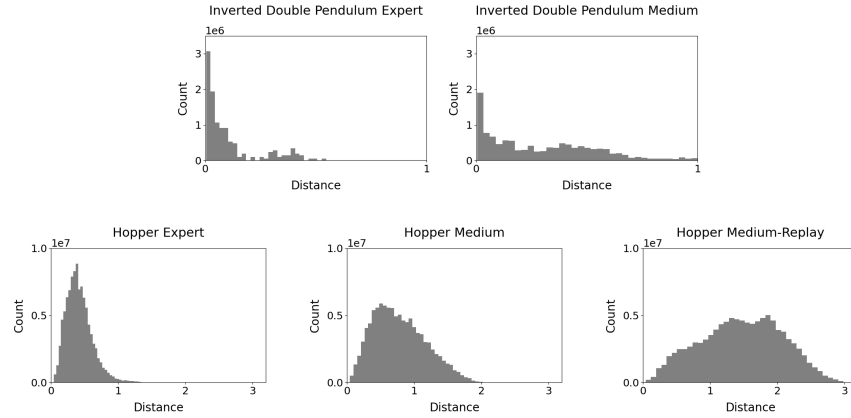 Inverted Double Pendulum Expert
1e6
3
2
1
0
Count
0
1
Distance
Inverted Double Pendulum Medium
1e6
3
2
1
0
Count
0
1
Distance
Hopper Expert
1e7
1.0
0.5
0.0
Count
0 1 2 3
Distance
Hopper Medium
1e7
1.0
0.5
0.0
Count
0 1 2 3
Distance
Hopper Medium-Replay
1e7
1.0
0.5
0.0
Count
0 1 2 3
Distance